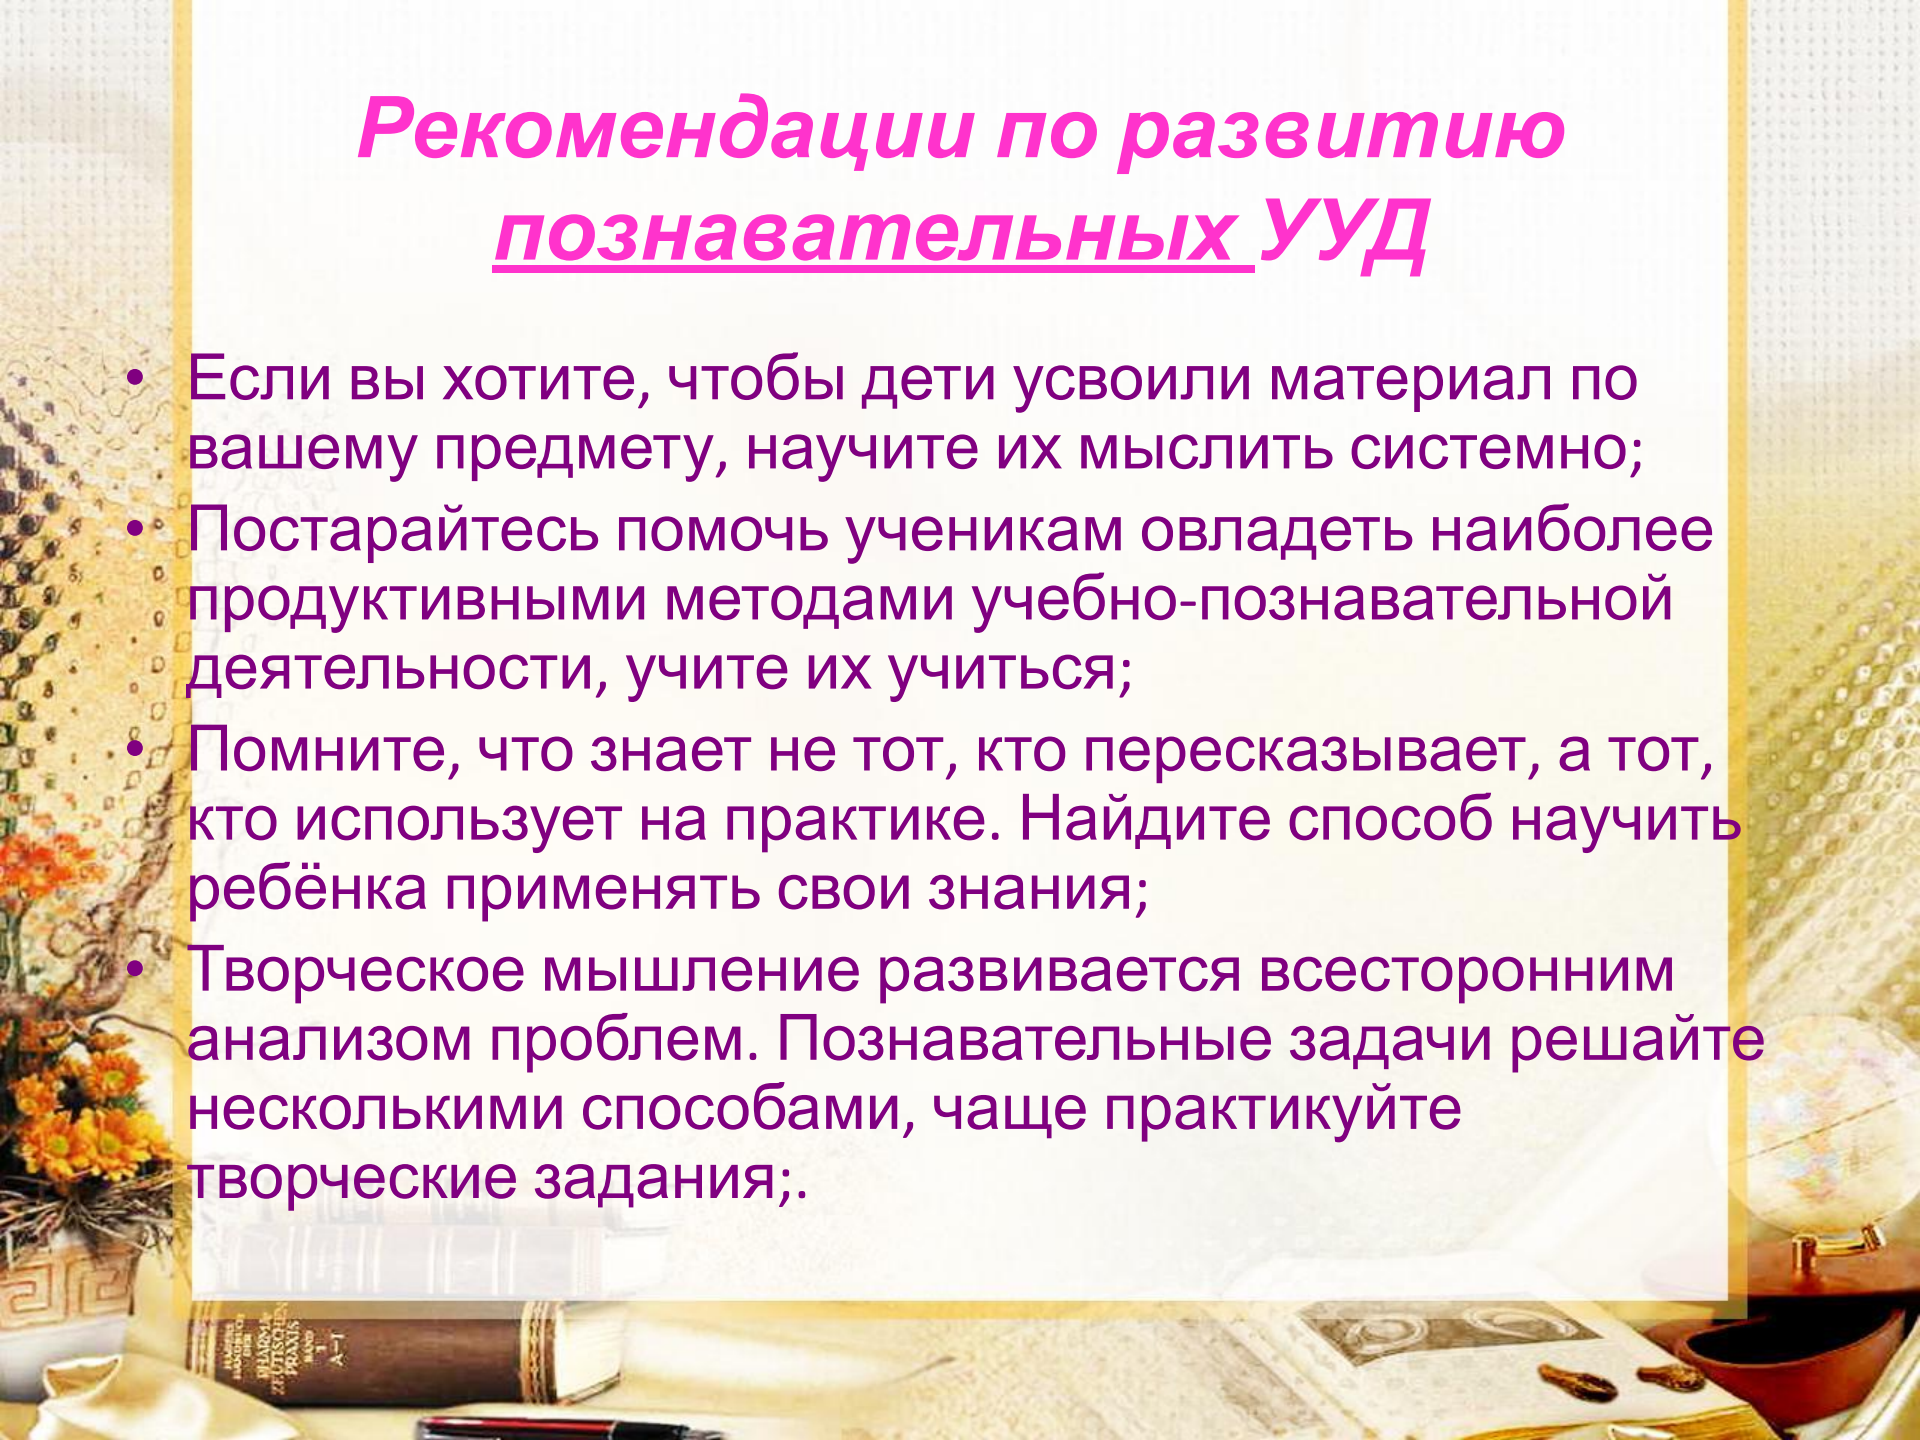 Рекомендации по развитию
познавательных УУД
• Если вы хотите, чтобы дети усвоили материал по
вашему предмету, научите их мыслить системно;
• Постарайтесь помочь ученикам овладеть наиболее
продуктивными методами учебно-познавательной
деятельности, учите их учиться;
• Помните, что знает не тот, кто пересказывает, а тот,
кто использует на практике. Найдите способ научить
ребёнка применять свои знания;
• Творческое мышление развивается всесторонним
анализом проблем. Познавательные задачи решайте
несколькими способами, чаще практикуйте
творческие задания;.
PRAXIS
BAND
A–I